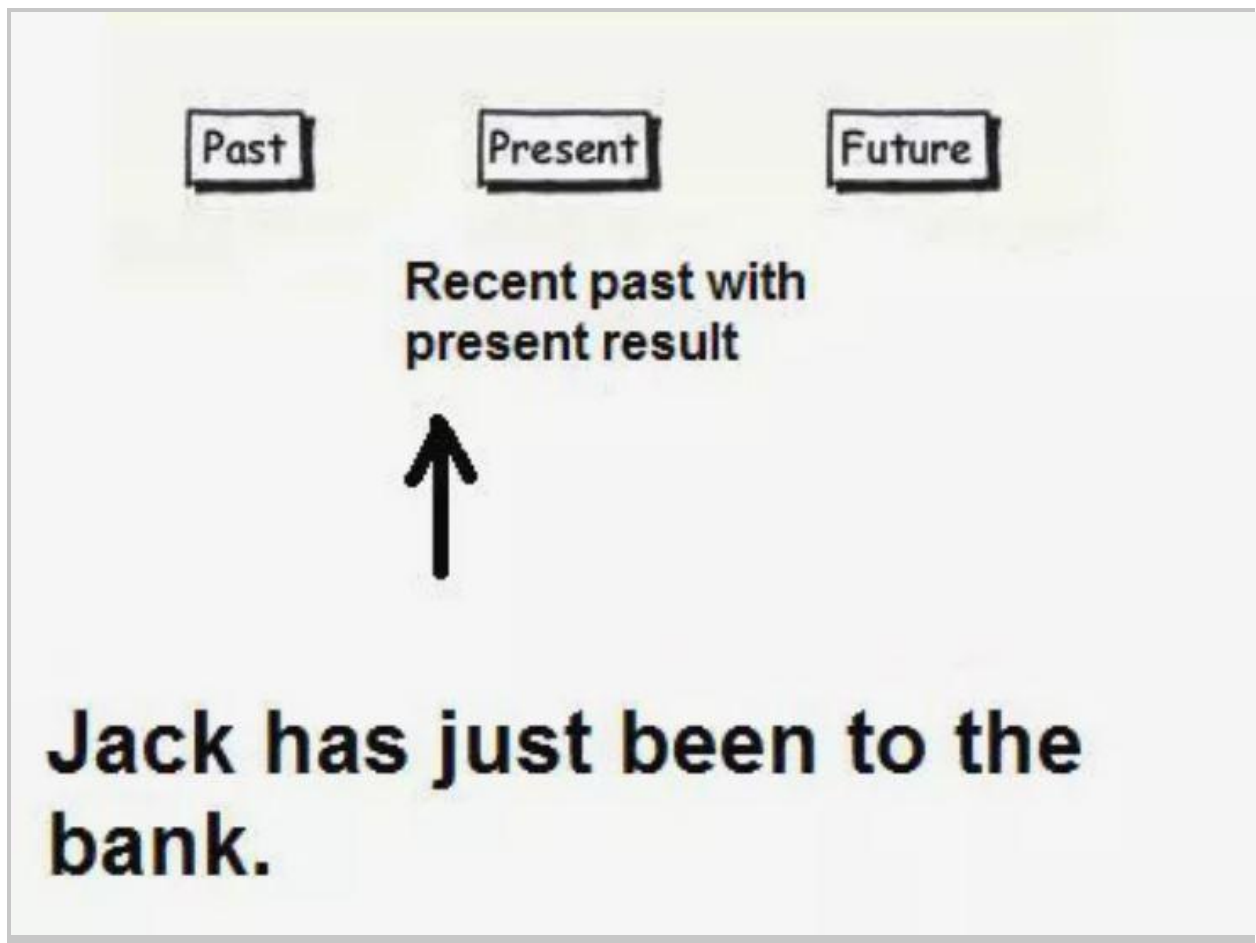 Past Present Future
Recent past with
present result
Jack has just been to the
bank.